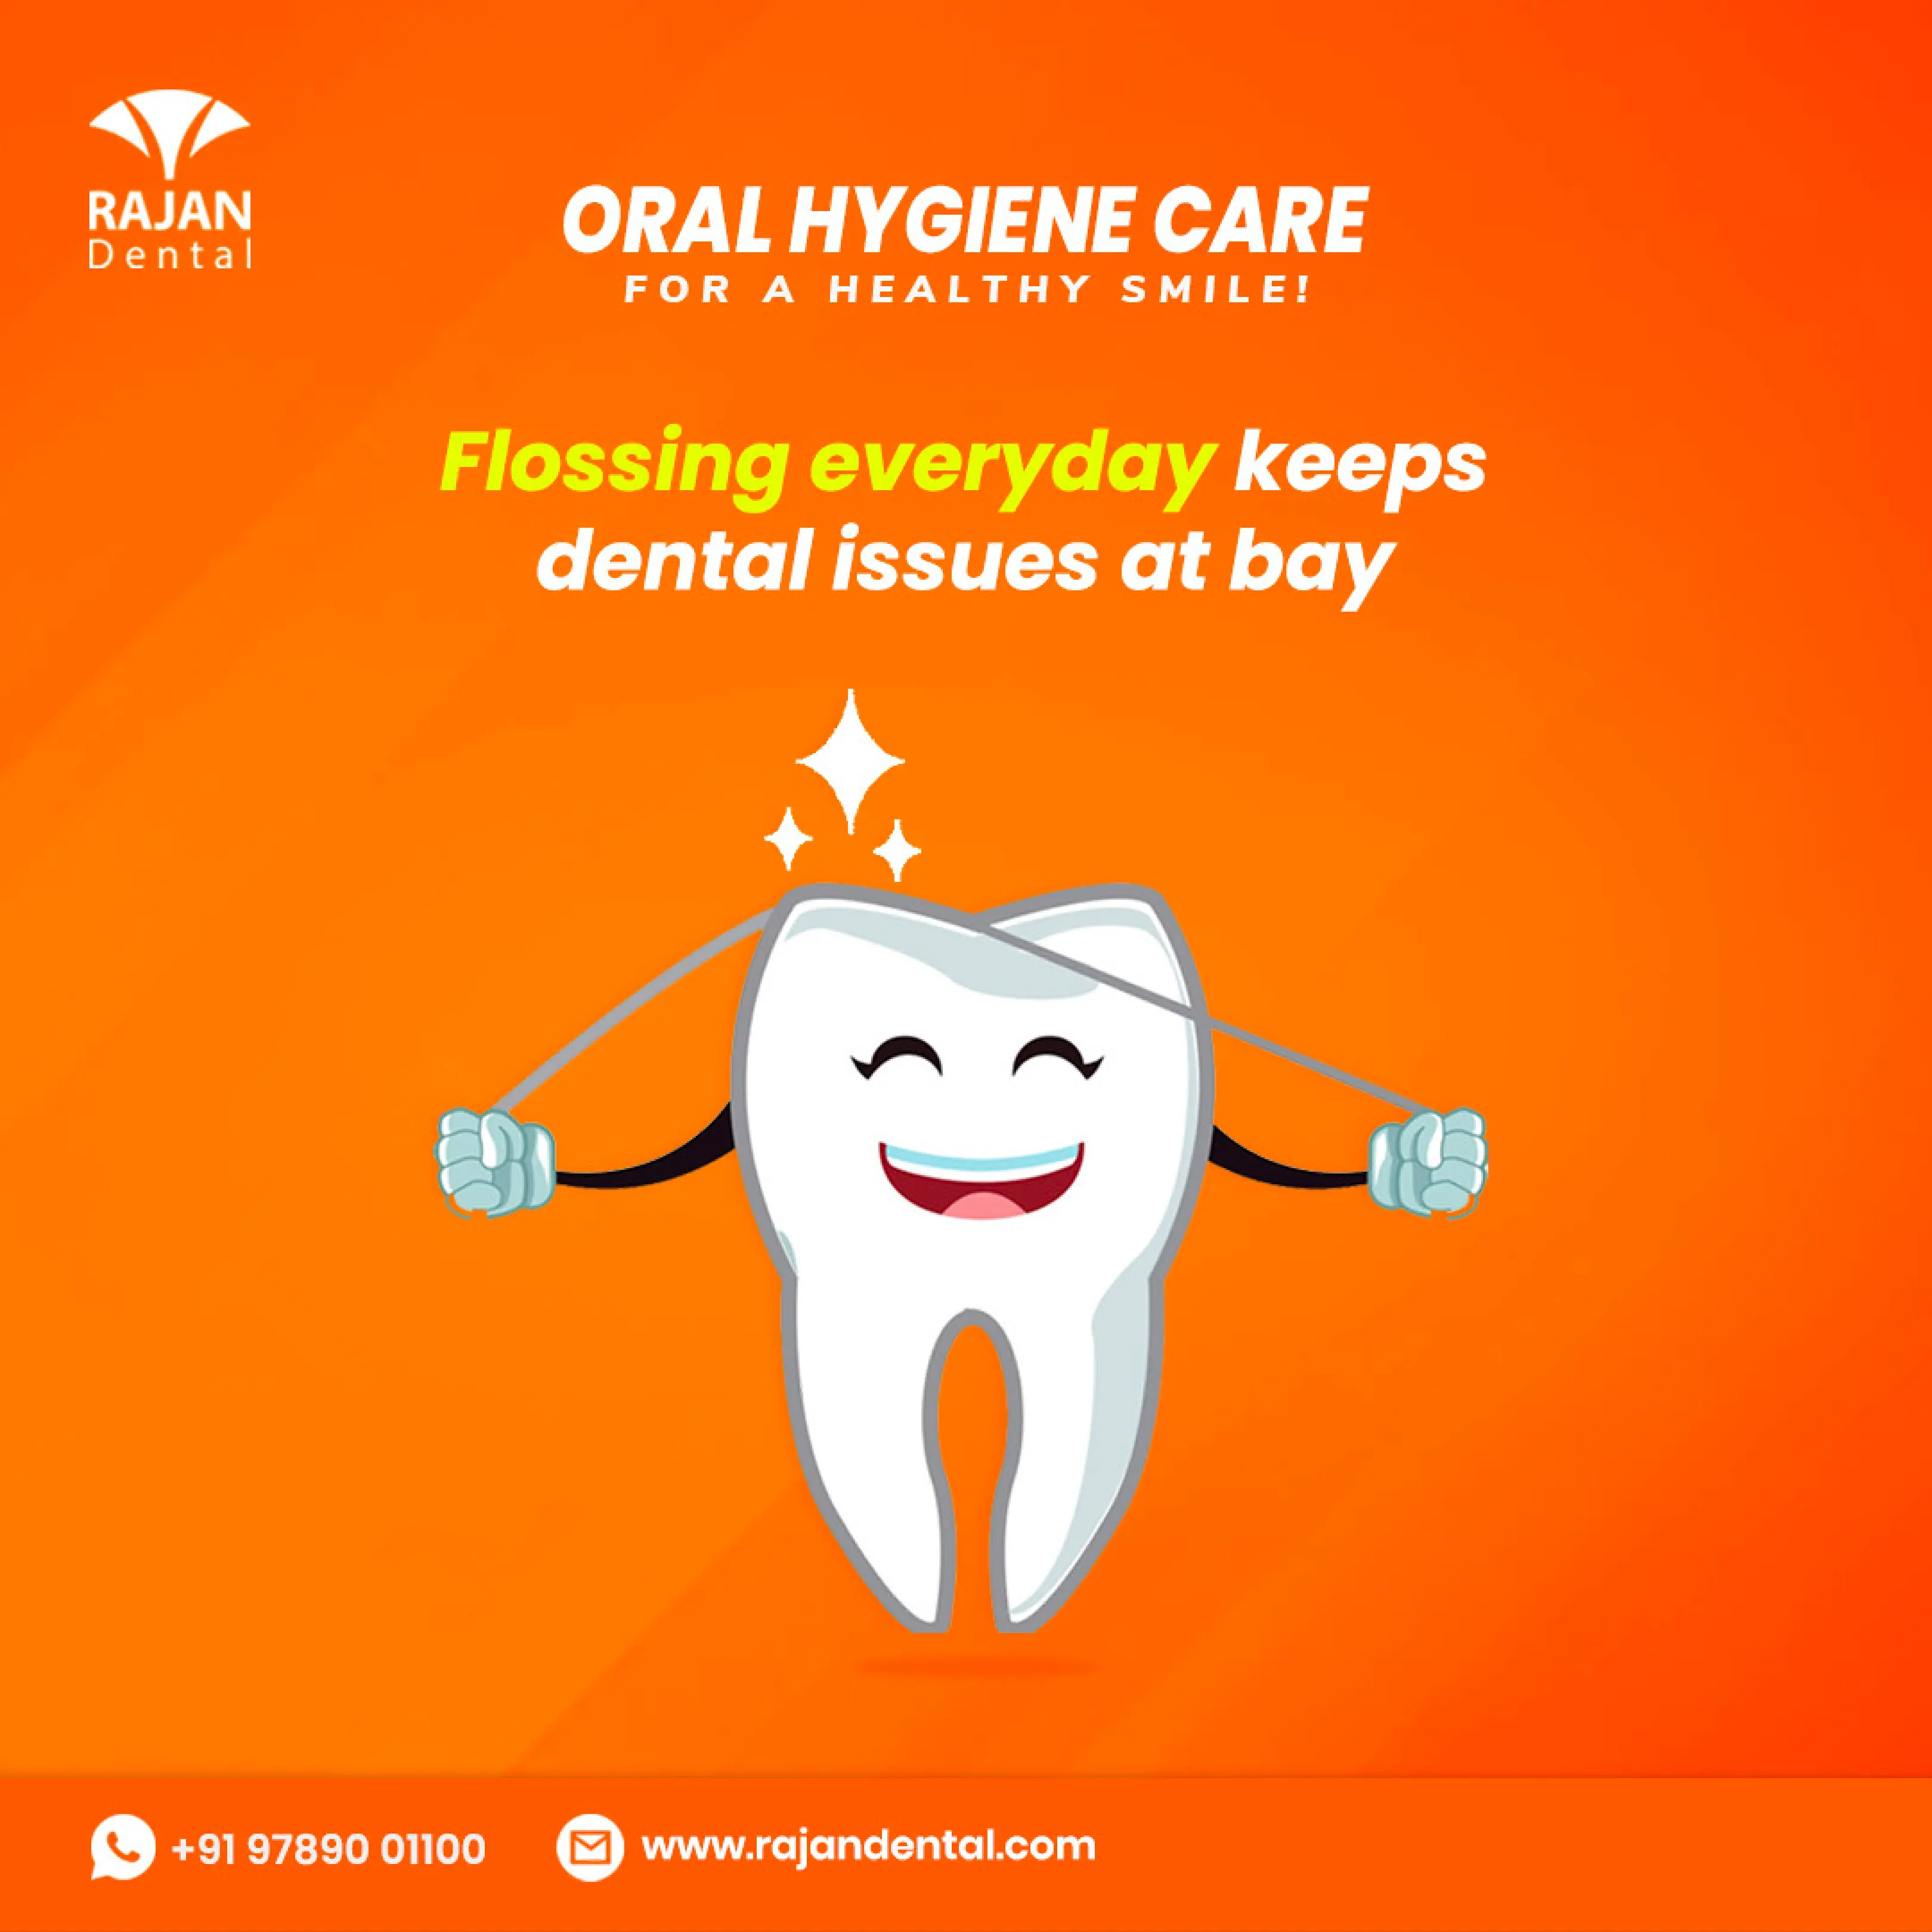 RAJAN
Dental
ORAL HYGIENE CARE
FOR A HEALTHY SMILE!
Flossing everyday keeps
dental issues at bay
+91 97890 01100
www.rajandental.com